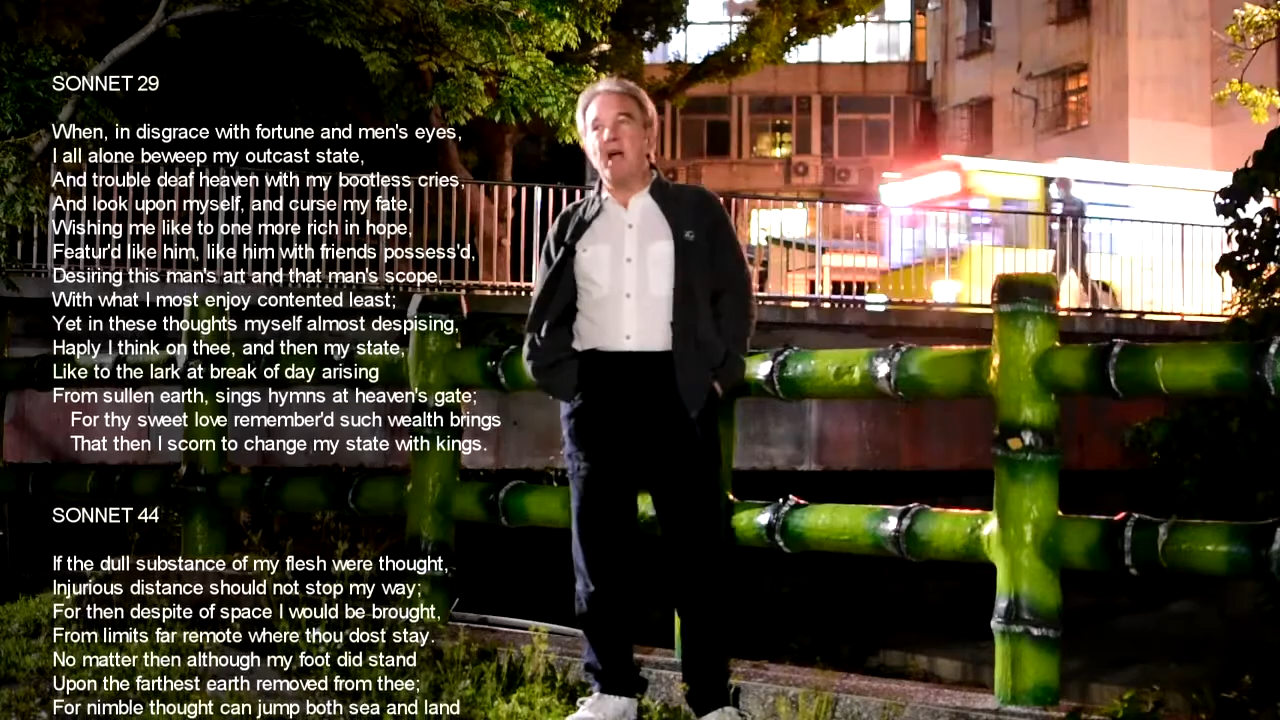 SONNET 29
When, in disgrace with fortune and men's eyes,
I all alone beweep my outcast state,
And trouble deaf heaven with my bootless cries,
And look upon myself, and curse my fate,
Wishing me like to one more rich in hope,
Featur'd like him, like him with friends possess'd,
Desiring this man's art and that man's scope,
With what I most enjoy contented least;
Yet in these thoughts myself almost despising,
Haply I think on thee, and then my state,
Like to the lark at break of day arising
From sullen earth, sings hymns at heaven's gate;
For thy sweet love remember'd such wealth brings
That then I scorn to change my state with kings.
SONNET 44
If the dull substance of my flesh were thought,
Injurious distance should not stop my way;
For then despite of space I would be brought,
From limits far remote where thou dost stay.
No matter then although my foot did stand
Upon the farthest earth removed from thee;
For nimble thought can jump both sea and land